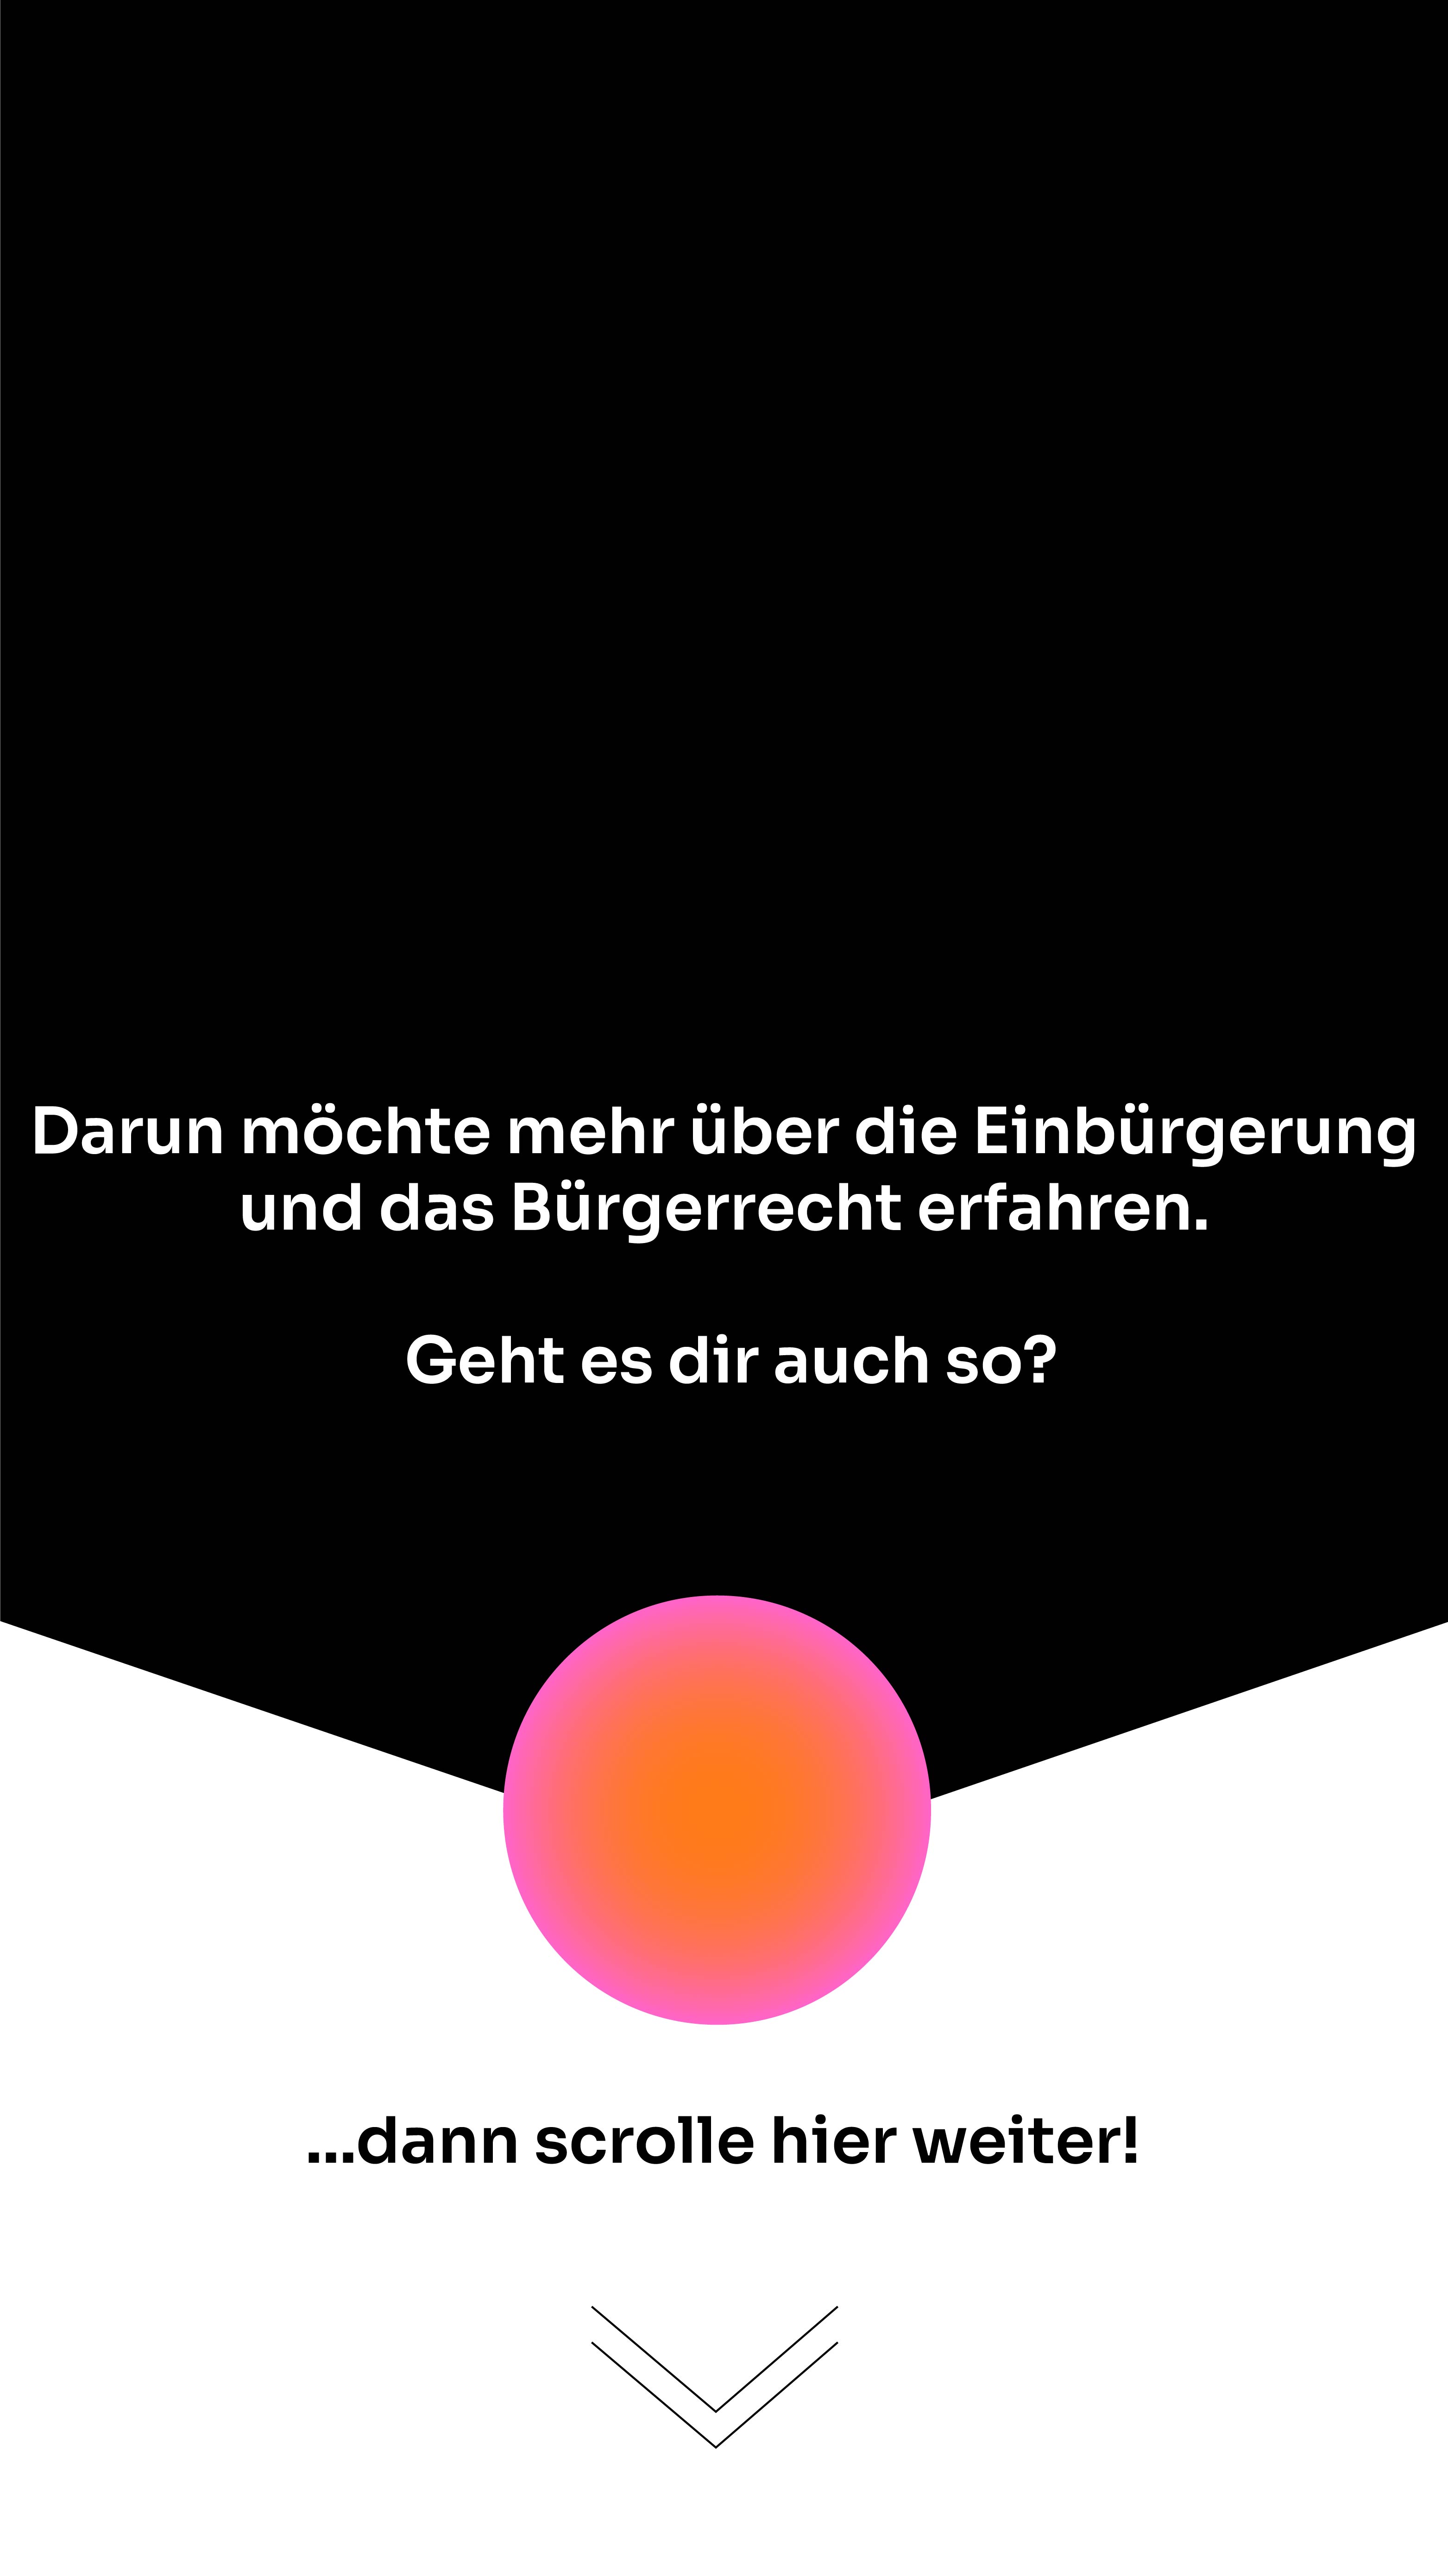 Darun möchte mehr über die Einbürgerung
und das Bürgerrecht erfahren.
Geht es dir auch so?
...dann scrolle hier weiter!